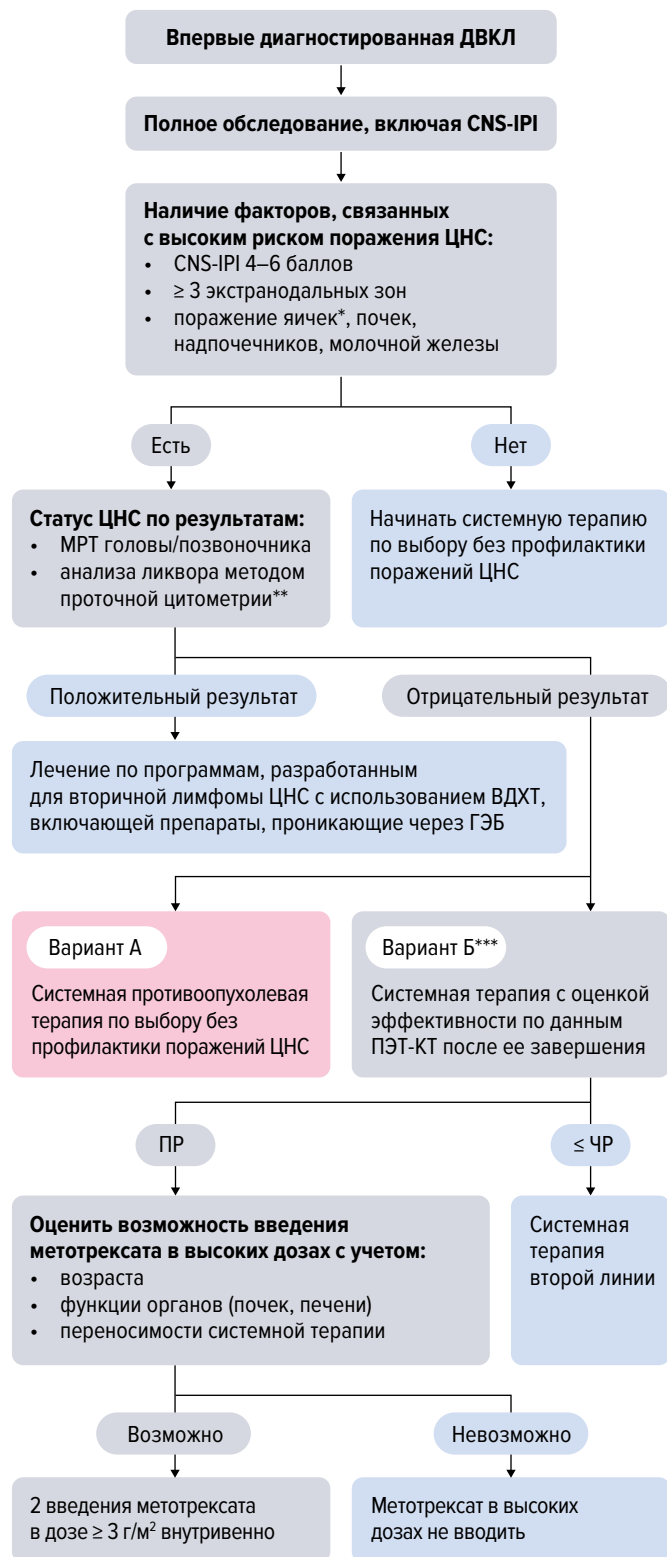 Впервые диагностированная ДВКЛ
Полное обследование, включая CNS-IPI
Наличие факторов, связанных
с высоким риском поражения ЦНС:
• CNS-IPI 4–6 баллов
• ≥ 3 экстранодальных зон
• поражение яичек*, почек,
надпочечников, молочной железы
Есть
Нет
Статус ЦНС по результатам:
• МРТ головы/позвоночника
• анализа ликвора методом
проточной цитометрии**
Начинать системную терапию
по выбору без профилактики
поражений ЦНС
Положительный результат
Отрицательный результат
Лечение по программам, разработанным
для вторичной лимфомы ЦНС с использованием ВДХТ,
включающей препараты, проникающие через ГЭБ
Вариант А
Системная противоопухолевая
терапия по выбору без
профилактики поражений ЦНС
Вариант Б***
Системная терапия с оценкой
эффективности по данным
ПЭТ-КТ после ее завершения
ПР
≤ ЧР
Оценить возможность введения
метотрексата в высоких дозах с учетом:
• возраста
• функции органов (почек, печени)
• переносимости системной терапии
Системная
терапия
второй линии
Возможно
Невозможно
2 введения метотрексата
в дозе ≥ 3 г/м² внутривенно
Метотрексат в высоких
дозах не вводить